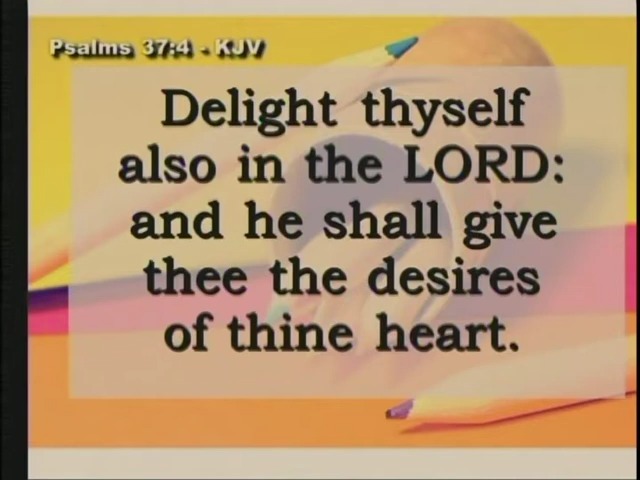 Psalms 37:4 - KJV
Delight thyself
also in the LORD:
and he shall give
thee the desires
of thine heart.